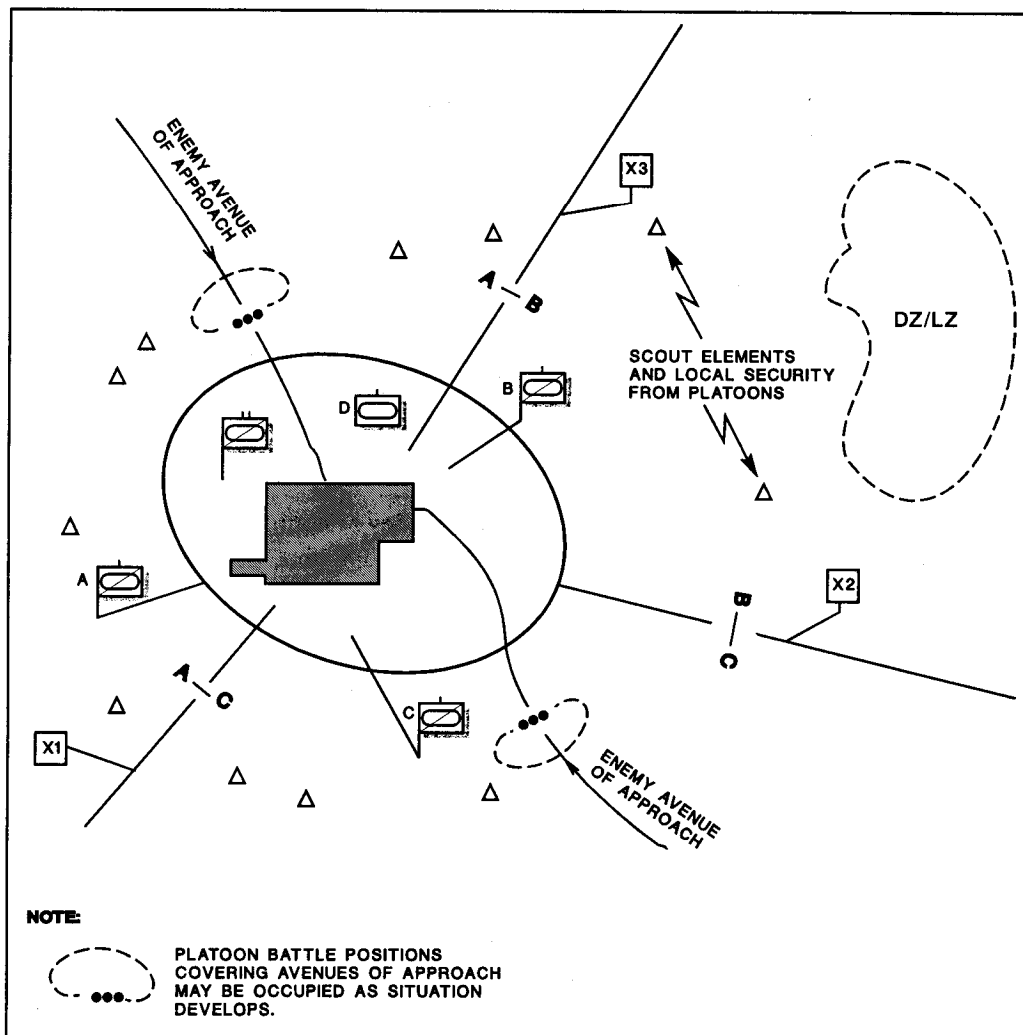 ENEMY AVENUE
OF APPROACH
X3
A
B
DZ/LZ
SCOUT ELEMENTS
AND LOCAL SECURITY
FROM PLATOONS
D
B
A
X2
B
C
A
C
C
X1
ENEMY AVENUE
OF APPROACH
NOTE:
PLATOON BATTLE POSITIONS
COVERING AVENUES OF APPROACH
MAY BE OCCUPIED AS SITUATION
DEVELOPS.